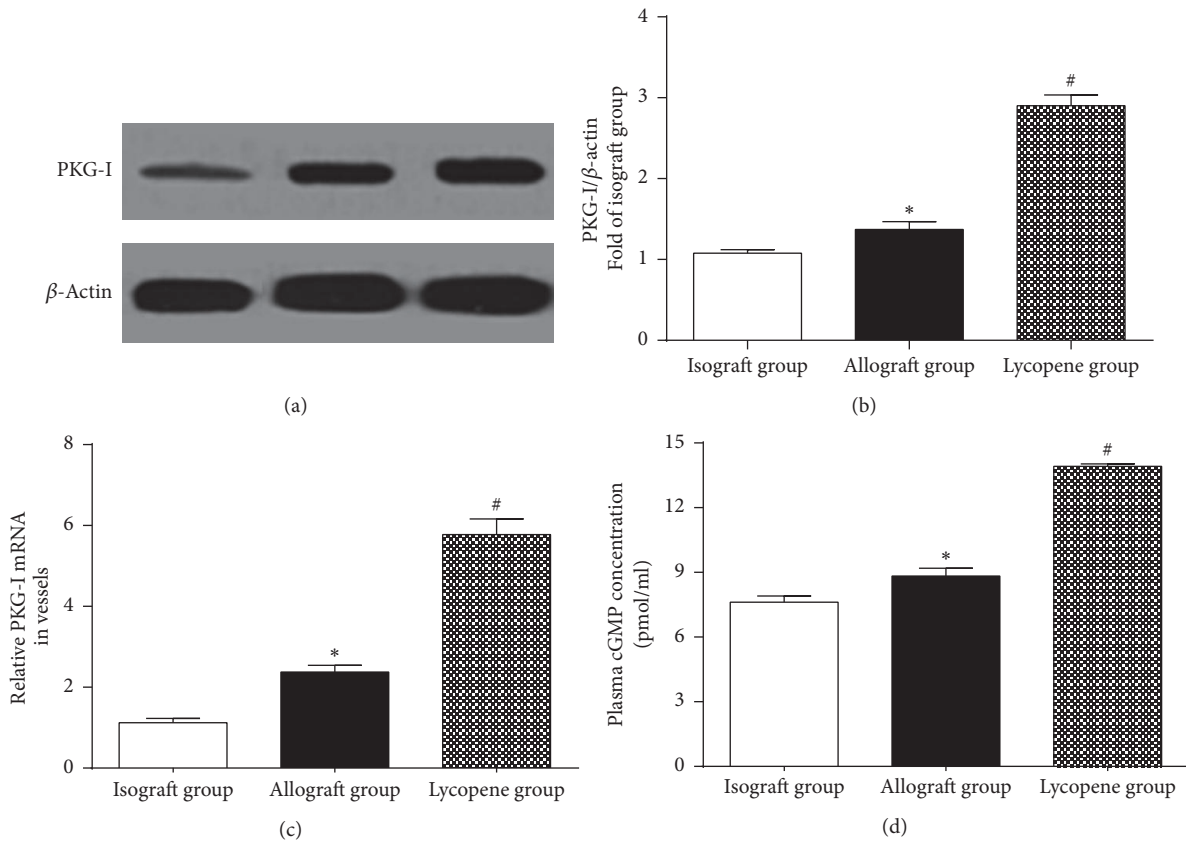 PKG-I
β-Actin
(a)
4
3
2
1
0
PKG-I/β-actin
Fold of isograft group
*
#
Isograft group
Allograft group
Lycopene group
(b)
8
6
4
2
0
Relative PKG-I mRNA
in vessels
*
#
Isograft group
Allograft group
Lycopene group
(c)
15
12
9
6
3
0
Plasma cGMP concentration
(pmol/ml)
*
#
Isograft group
Allograft group
Lycopene group
(d)